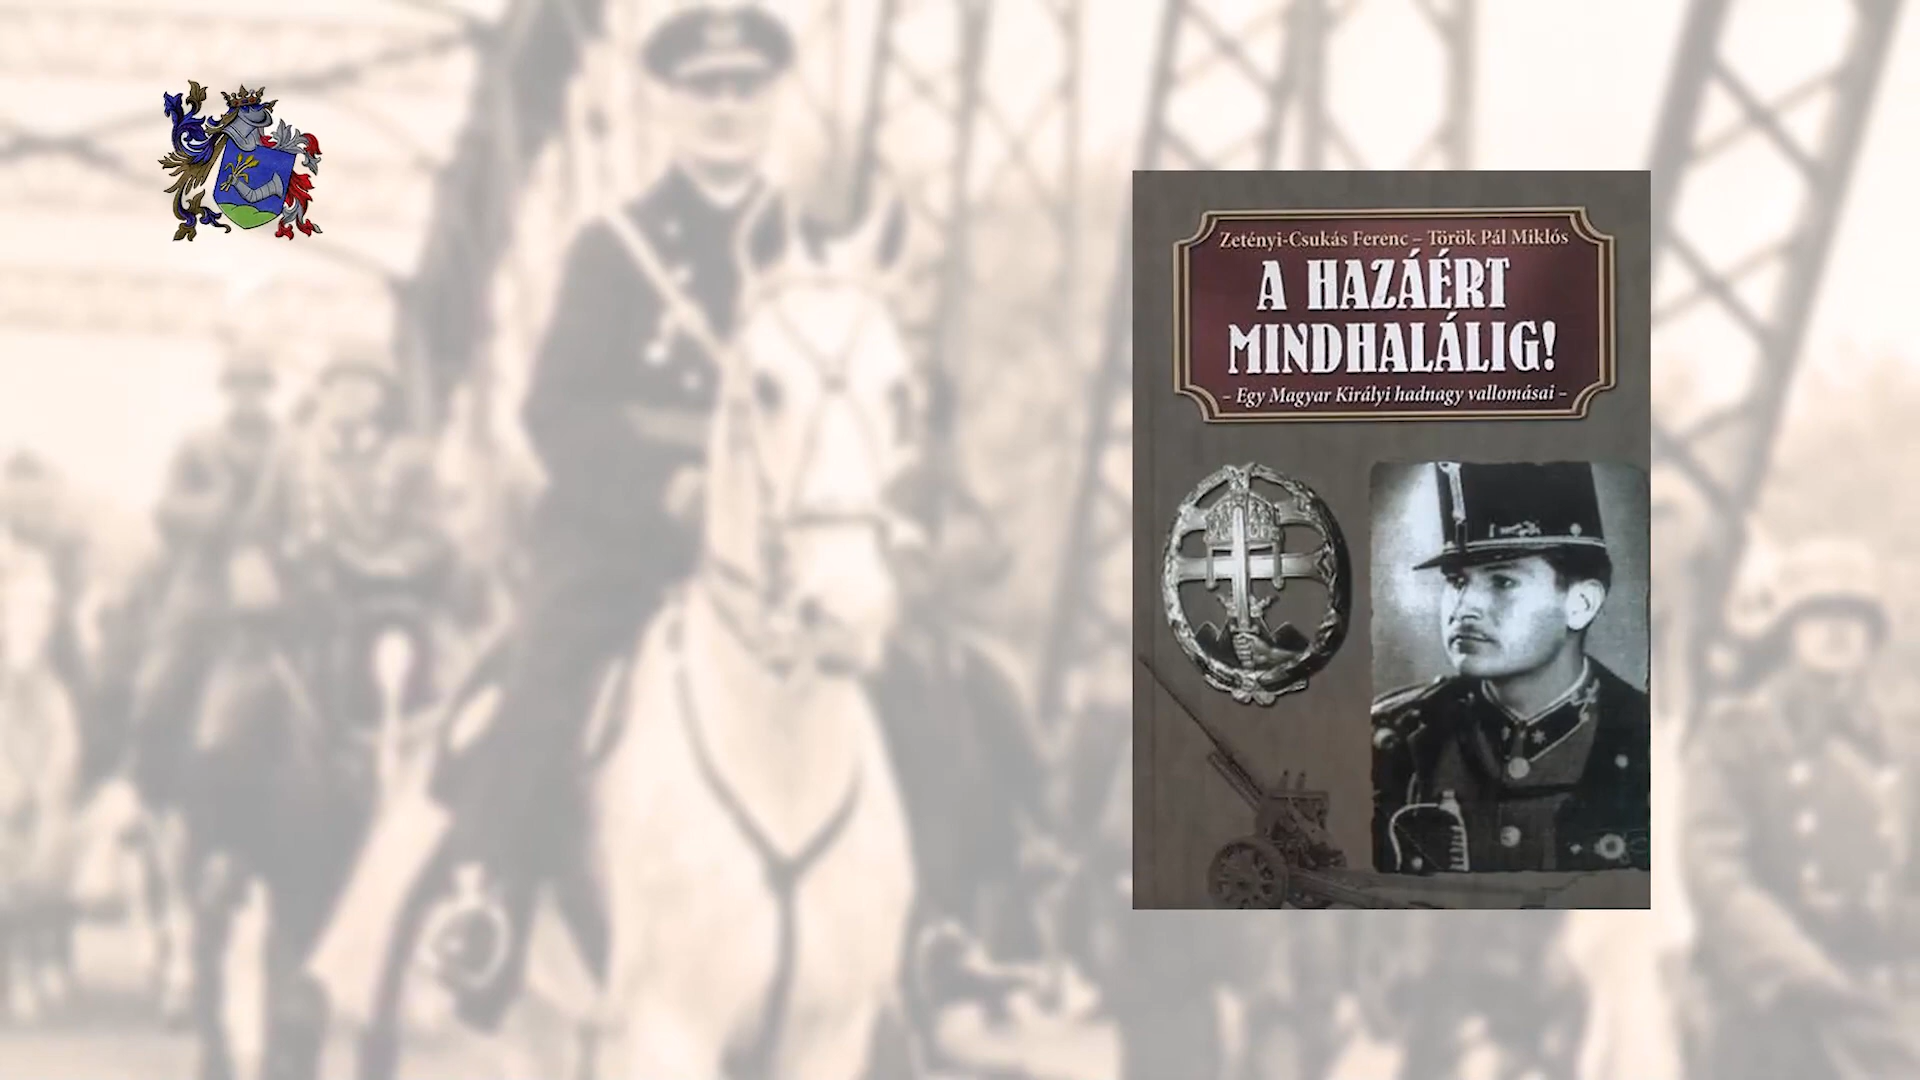 Zetényi-Csukás Ferenc – Török Pál Miklós
A HAZÁÉRT
MINDHALÁLIG!
– Egy Magyar Királyi hadnagy vallomásai –